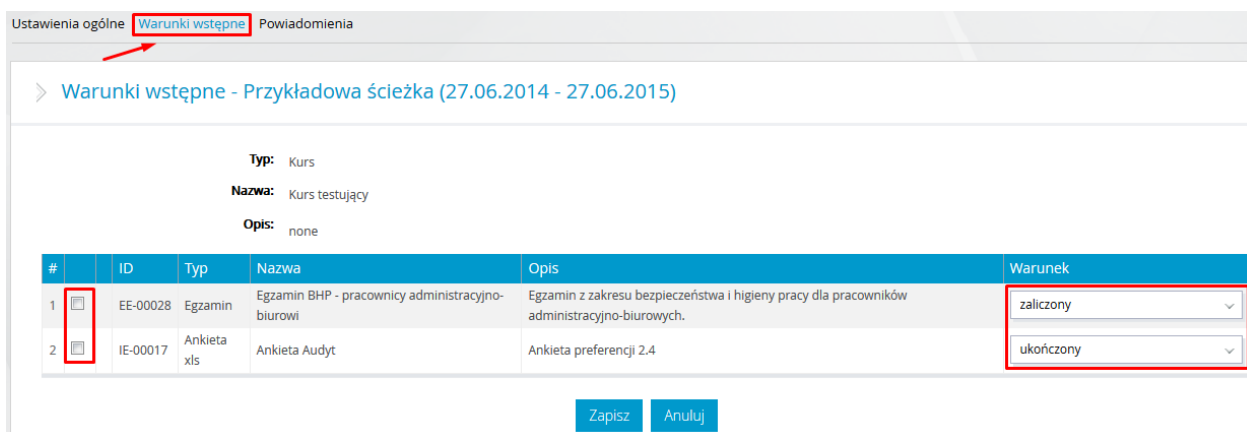 Ustawienia ogólne Warunki wstępne Powiadomienia
Warunki wstępne - Przykładowa ścieżka (27.06.2014 - 27.06.2015)
Typ: Kurs
Nazwa: Kurs testujący
Opis: none
# ID Typ Nazwa Opis Warunek
1 EE-00028 Egzamin Egzamin BHP - pracownicy administracyjno-biurowi Egzamin z zakresu bezpieczeństwa i higieny pracy dla pracowników administracyjno-biurowych. zaliczony
2 IE-00017 Ankieta xls Ankieta Audyt Ankieta preferencji 2.4 ukończony
Zapisz Anuluj